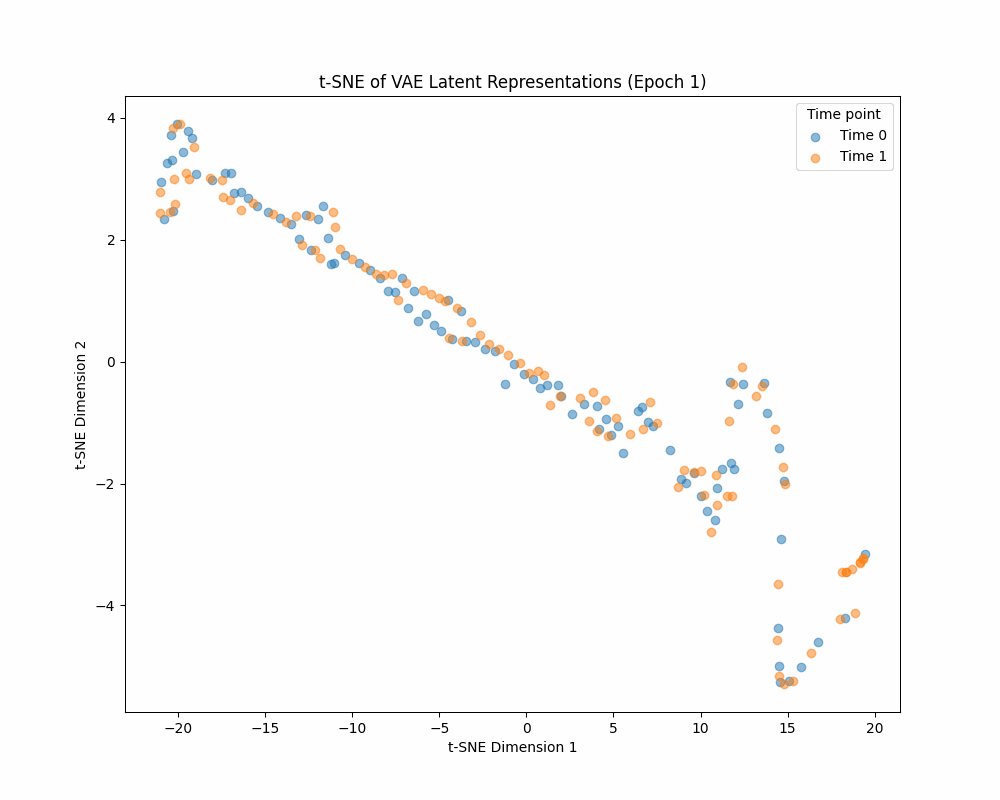 t-SNE of VAE Latent Representations (Epoch 1)
Time point
Time 0
Time 1
4
2
0
−2
−4
t-SNE Dimension 2
−20 −15 −10 −5 0 5 10 15 20
t-SNE Dimension 1